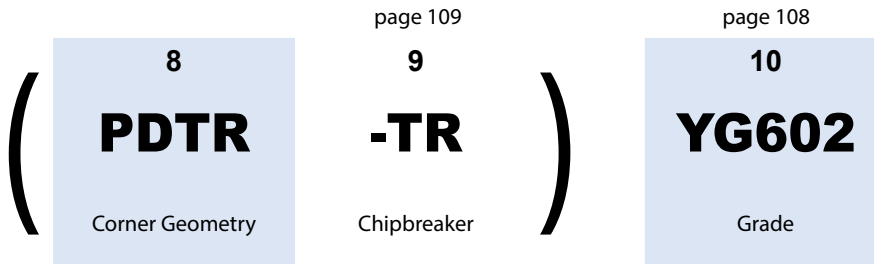 page 109 page 108
8 9 10
( PDTR -TR ) YG602
Corner Geometry Chipbreaker Grade